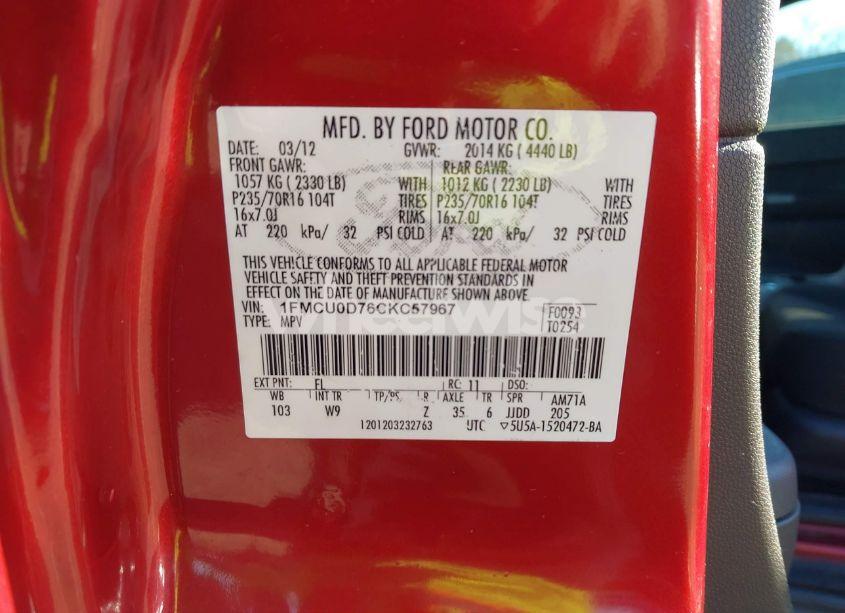 MFD. BY FORD MOTOR CO.
DATE: 03/12 GVWR: 2014 KG ( 4440 LB)
FRONT GAWR: REAR GAWR:
1057 KG ( 2330 LB) WITH 1012 KG ( 2230 LB) WITH
P235/70R16 104T TIRES P235/70R16 104T TIRES
16x7.0J RIMS 16x7.0J RIMS
AT 220 kPa/ 32 PSI COLD AT 220 kPa/ 32 PSI COLD
THIS VEHICLE CONFORMS TO ALL APPLICABLE FEDERAL MOTOR
VEHICLE SAFETY AND THEFT PREVENTION STANDARDS IN
EFFECT ON THE DATE OF MANUFACTURE SHOWN ABOVE.
VIN: 1FMCU0D76CKC57967 F0093
TYPE: MPV T0254
wheelwise
EXT PNT: FL RC: 11 DSO:
WB INT TR TP/PS R AXLE TR SPR AM71A
103 W9 Z 35 6 JJDD 205
1201203232763 UTC ▽5U5A-1520472-BA